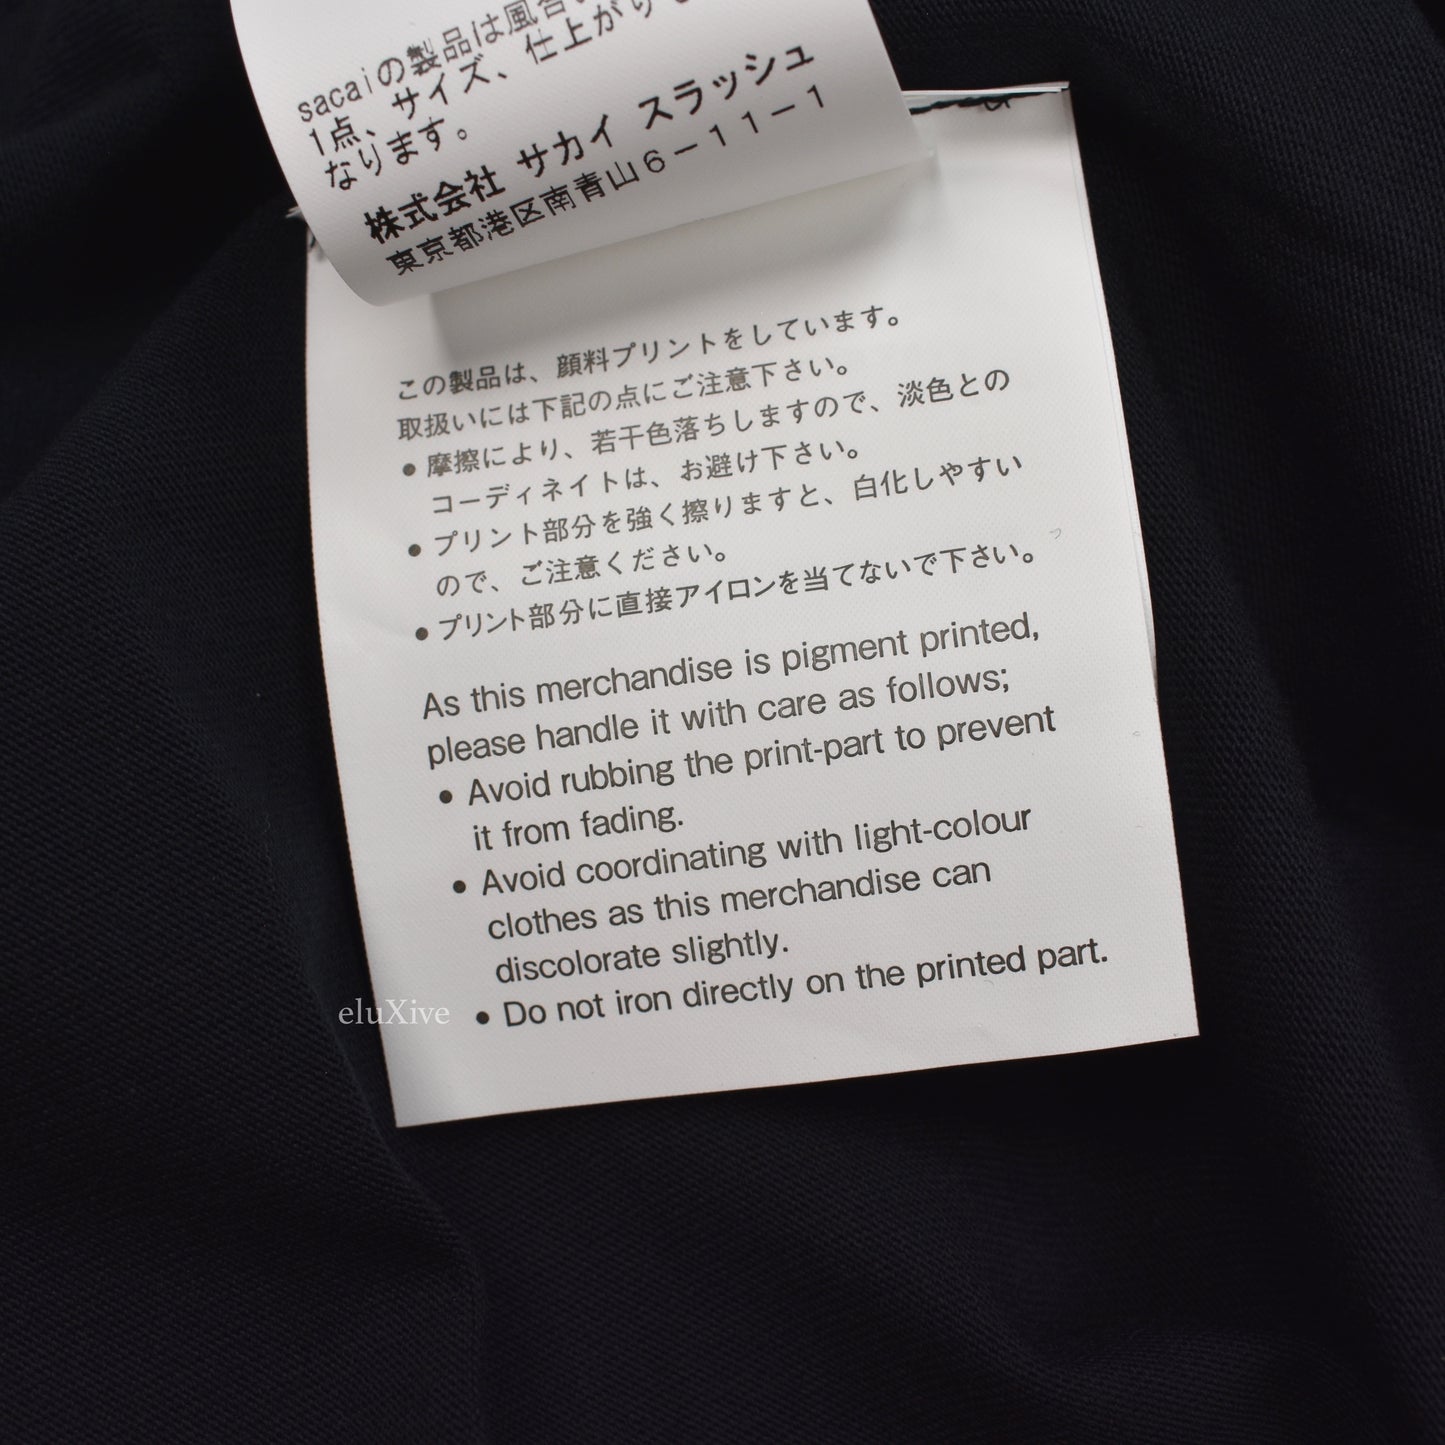 sacaiの製品は風合い
1点、サイズ、仕上がり
なります。
株式会社 サカイ スラッシュ
東京都港区南青山6－11－1
この製品は、顔料プリントをしています。
取扱いには下記の点にご注意下さい。
● 摩擦により、若干色落ちしますので、淡色との
コーディネイトは、お避け下さい。
● プリント部分を強く擦りますと、白化しやすい
ので、ご注意ください。
● プリント部分に直接アイロンを当てないで下さい。
As this merchandise is pigment printed,
please handle it with care as follows;
● Avoid rubbing the print-part to prevent
it from fading.
● Avoid coordinating with light-colour
clothes as this merchandise can
discolorate slightly.
● Do not iron directly on the printed part.
eluXive